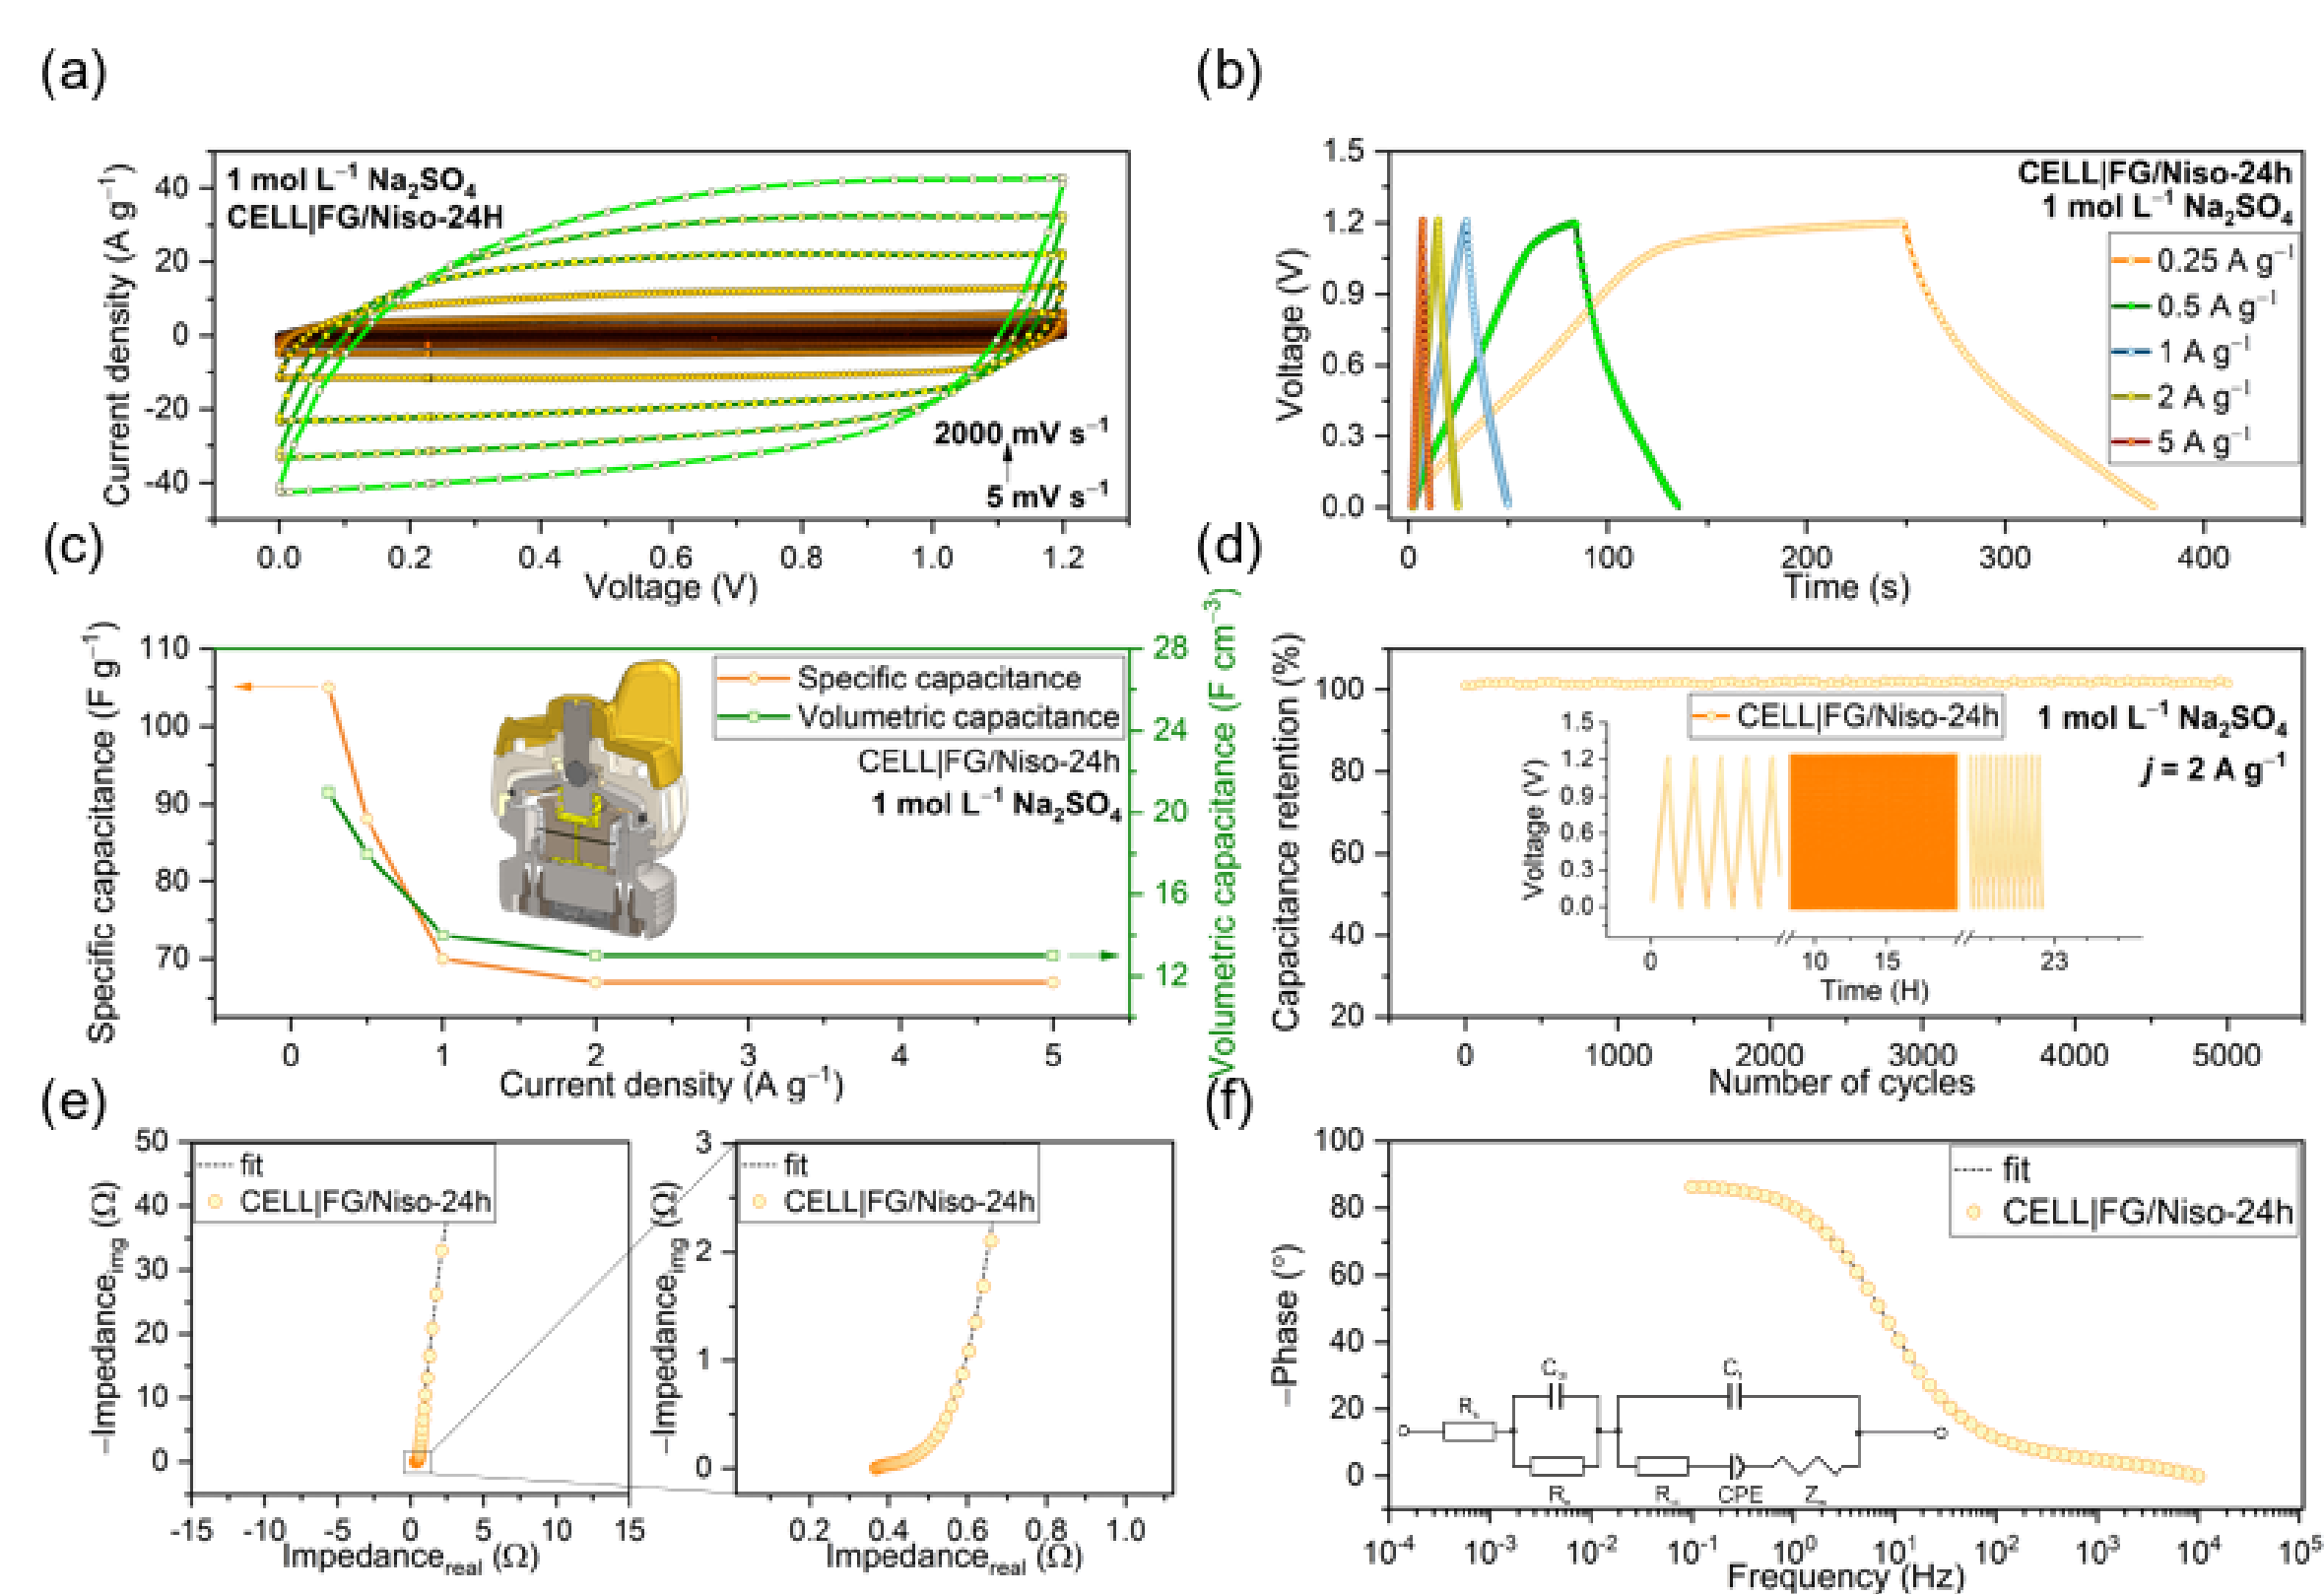 (a)
1 mol L⁻¹ Na₂SO₄
CELL|FG/Niso-24H
Current density (A g⁻¹)
40
20
0
-20
-40
2000 mV s⁻¹
5 mV s⁻¹
0.0 0.2 0.4 0.6 0.8 1.0 1.2
Voltage (V)
(b)
CELL|FG/Niso-24h
1 mol L⁻¹ Na₂SO₄
0.25 A g⁻¹
0.5 A g⁻¹
1 A g⁻¹
2 A g⁻¹
5 A g⁻¹
Voltage (V)
1.5
1.2
0.9
0.6
0.3
0.0
0 100 200 300 400
Time (s)
(c)
Specific capacitance (F g⁻¹)
110
100
90
80
70
Specific capacitance
Volumetric capacitance
CELL|FG/Niso-24h
1 mol L⁻¹ Na₂SO₄
28
24
20
16
12
Volumetric capacitance (F cm⁻³)
0 1 2 3 4 5
Current density (A g⁻¹)
(d)
Capacitance retention (%)
100
80
60
40
20
CELL|FG/Niso-24h
1 mol L⁻¹ Na₂SO₄
j = 2 A g⁻¹
Voltage (V)
1.5
1.2
0.9
0.6
0.3
0.0
0 10 15 23
Time (H)
0 1000 2000 3000 4000 5000
Number of cycles
(e)
−Impedance_img (Ω)
50
40
30
20
10
0
fit
CELL|FG/Niso-24h
-15 -10 -5 0 5 10 15
Impedance_real (Ω)
−Impedance_img (Ω)
3
2
1
0
fit
CELL|FG/Niso-24h
0.2 0.4 0.6 0.8 1.0
Impedance_real (Ω)
(f)
−Phase (°)
100
80
60
40
20
0
fit
CELL|FG/Niso-24h
CPE
10⁻⁴ 10⁻³ 10⁻² 10⁻¹ 10⁰ 10¹ 10² 10³ 10⁴ 10⁵
Frequency (Hz)